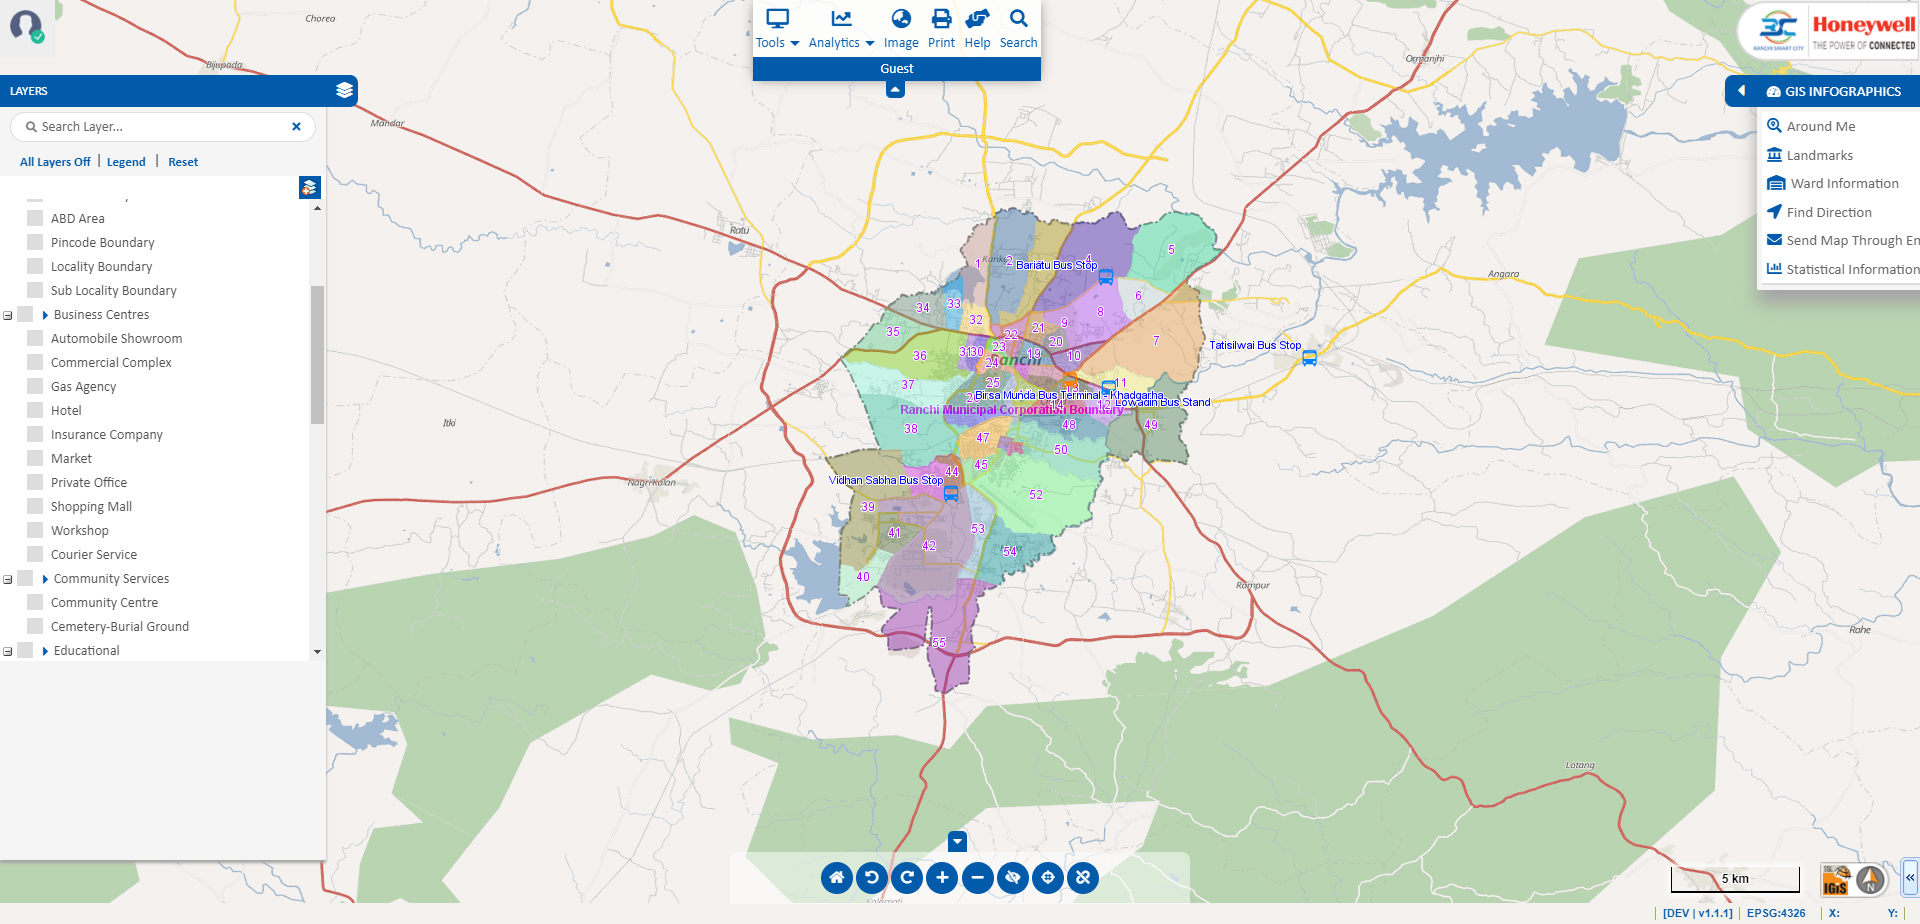 Tools
Analytics
Image
Print
Help
Search
Guest
RANCHI SMART CITY
Honeywell
THE POWER OF CONNECTED
LAYERS
Search Layer...
All Layers Off | Legend | Reset
ABD Area
Pincode Boundary
Locality Boundary
Sub Locality Boundary
Business Centres
Automobile Showroom
Commercial Complex
Gas Agency
Hotel
Insurance Company
Market
Private Office
Shopping Mall
Workshop
Courier Service
Community Services
Community Centre
Cemetery-Burial Ground
Educational
GIS INFOGRAPHICS
Around Me
Landmarks
Ward Information
Find Direction
Send Map Through Em
Statistical Information
Chorea
Bijupada
Mandar
Ratu
Itki
Nagri Kalan
Ormanjhi
Angara
Rampur
Rahe
Lotang
Kalamati
Kanke
Ranchi
1
2
4
5
6
7
8
9
10
11
12
14
19
20
21
22
23
24
25
30
31
32
33
34
35
36
37
38
39
40
41
42
44
45
47
48
49
50
52
53
54
55
Bariatu Bus Stop
Tatisilwai Bus Stop
Birsa Munda Bus Terminal - Khadgarha
Lowadih Bus Stand
Ranchi Municipal Corporation Boundary
Vidhan Sabha Bus Stop
5 km
IGiS
N
[DEV | v1.1.1] EPSG:4326 X: Y: